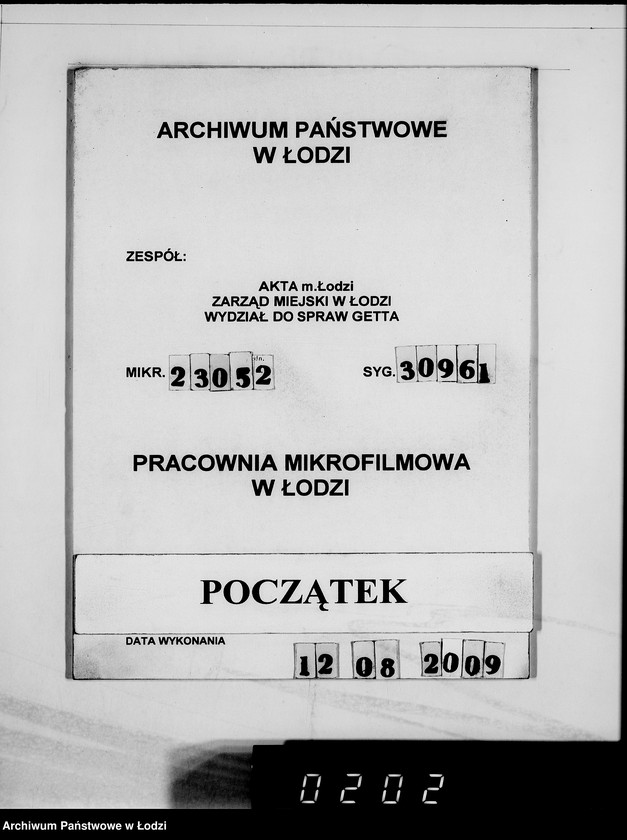 ARCHIWUM PAŃSTWOWE
W ŁODZI
ZESPÓŁ:
AKTA m.Łodzi
ZARZĄD MIEJSKI W ŁODZI
WYDZIAŁ DO SPRAW GETTA
MIKR. 23052 SYG. 30961
PRACOWNIA MIKROFILMOWA
W ŁODZI
POCZĄTEK
DATA WYKONANIA
12 08 2009
0202
Archiwum Państwowe w Łodzi